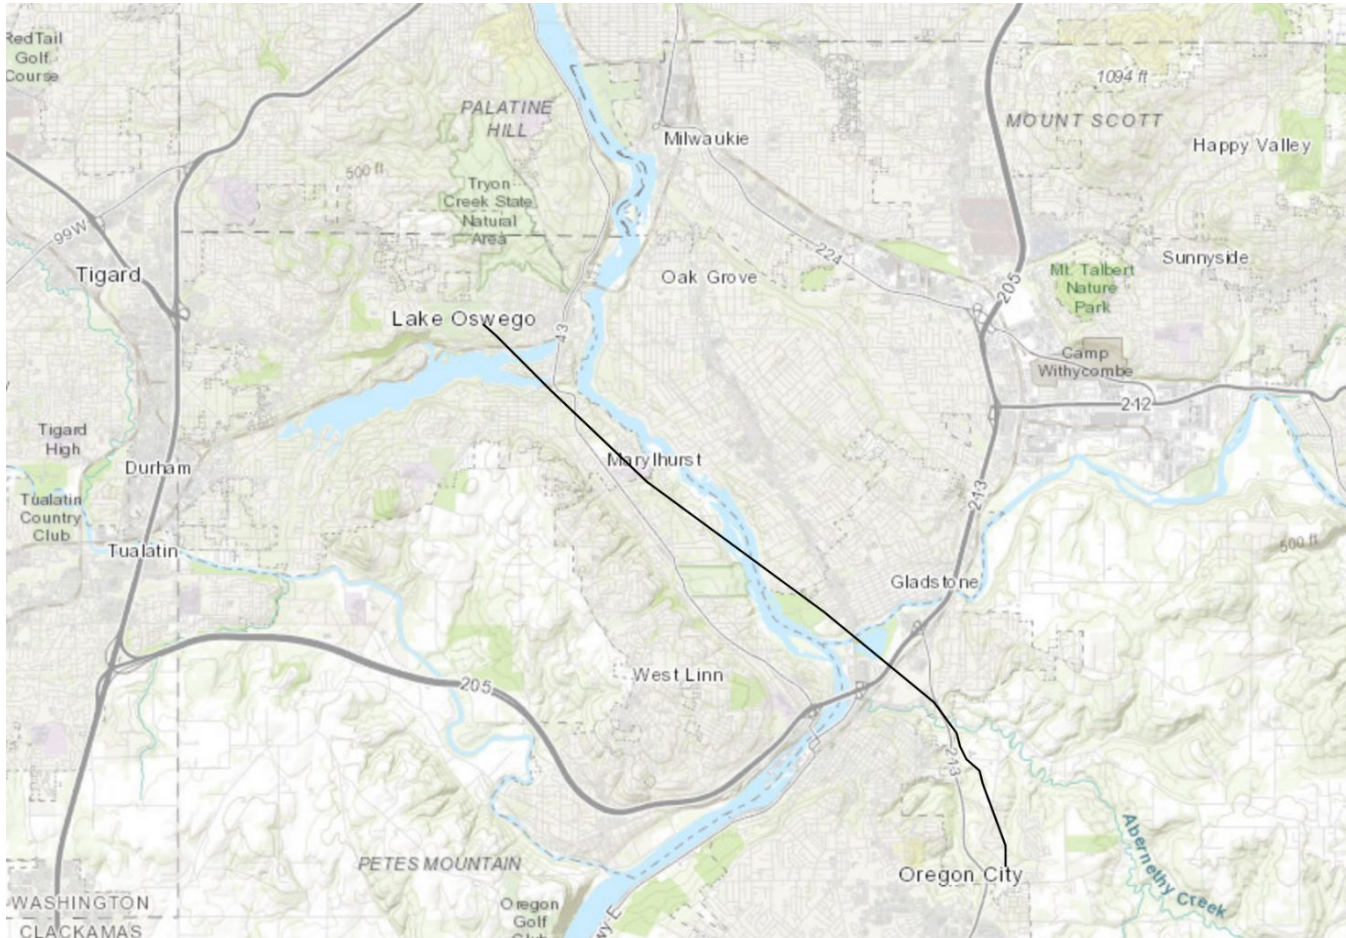 RedTail
Golf
Course
PALATINE
HILL
Milwaukie
1094 ft
MOUNT SCOTT
Happy Valley
500 ft
Tryon
Creek State
Natural
Area
99W
Tigard
224
Oak Grove
Sunnyside
205
Mt. Talbert
Nature
Park
Lake Oswego
43
Camp
Withycombe
212
Tigard
High
Durham
Marylhurst
213
Tualatin
Country
Club
Tualatin
500 ft
Gladstone
West Linn
205
213
PETES MOUNTAIN
Oregon City
Abernethy Creek
WASHINGTON
CLACKAMAS
Oregon
Golf